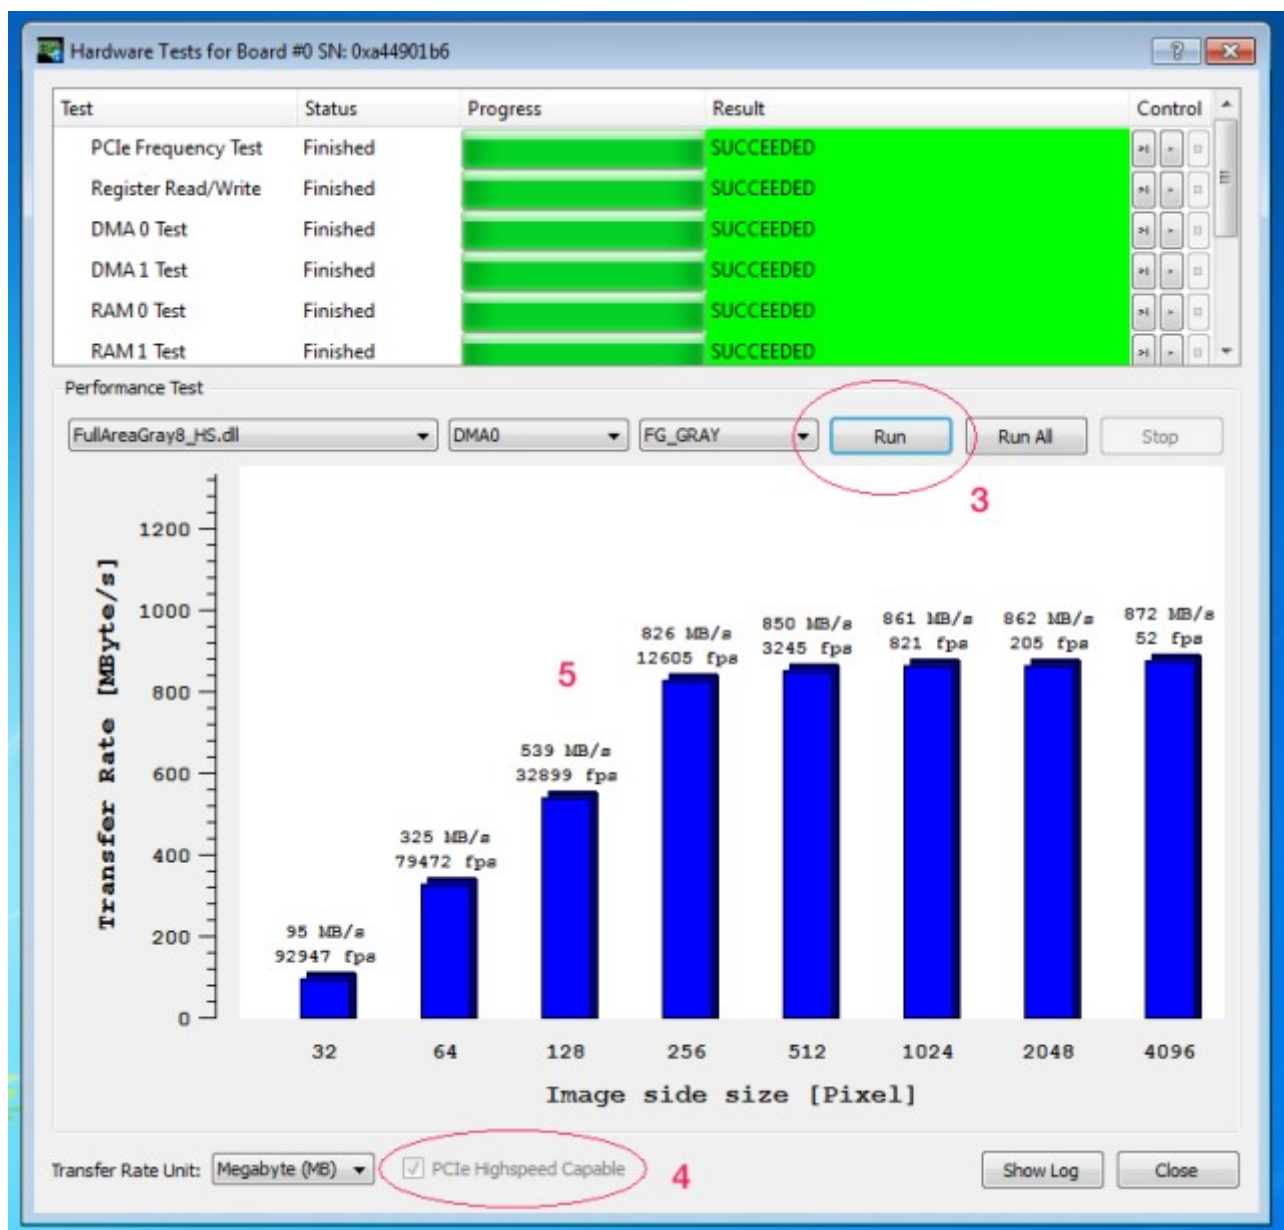 Hardware Tests for Board #0 SN: 0xa44901b6
Test Status Progress Result Control
PCIe Frequency Test Finished SUCCEEDED
Register Read/Write Finished SUCCEEDED
DMA 0 Test Finished SUCCEEDED
DMA 1 Test Finished SUCCEEDED
RAM 0 Test Finished SUCCEEDED
RAM 1 Test Finished SUCCEEDED
Performance Test
FullAreaGray8_HS.dll DMA0 FG_GRAY Run Run All Stop
3
Transfer Rate [MByte/s]
1200
1000
800
600
400
200
0
95 MB/s
92947 fps
325 MB/s
79472 fps
539 MB/s
32899 fps
826 MB/s
12605 fps
850 MB/s
3245 fps
861 MB/s
821 fps
862 MB/s
205 fps
872 MB/s
52 fps
5
32 64 128 256 512 1024 2048 4096
Image side size [Pixel]
Transfer Rate Unit: Megabyte (MB) PCIe Highspeed Capable 4 Show Log Close